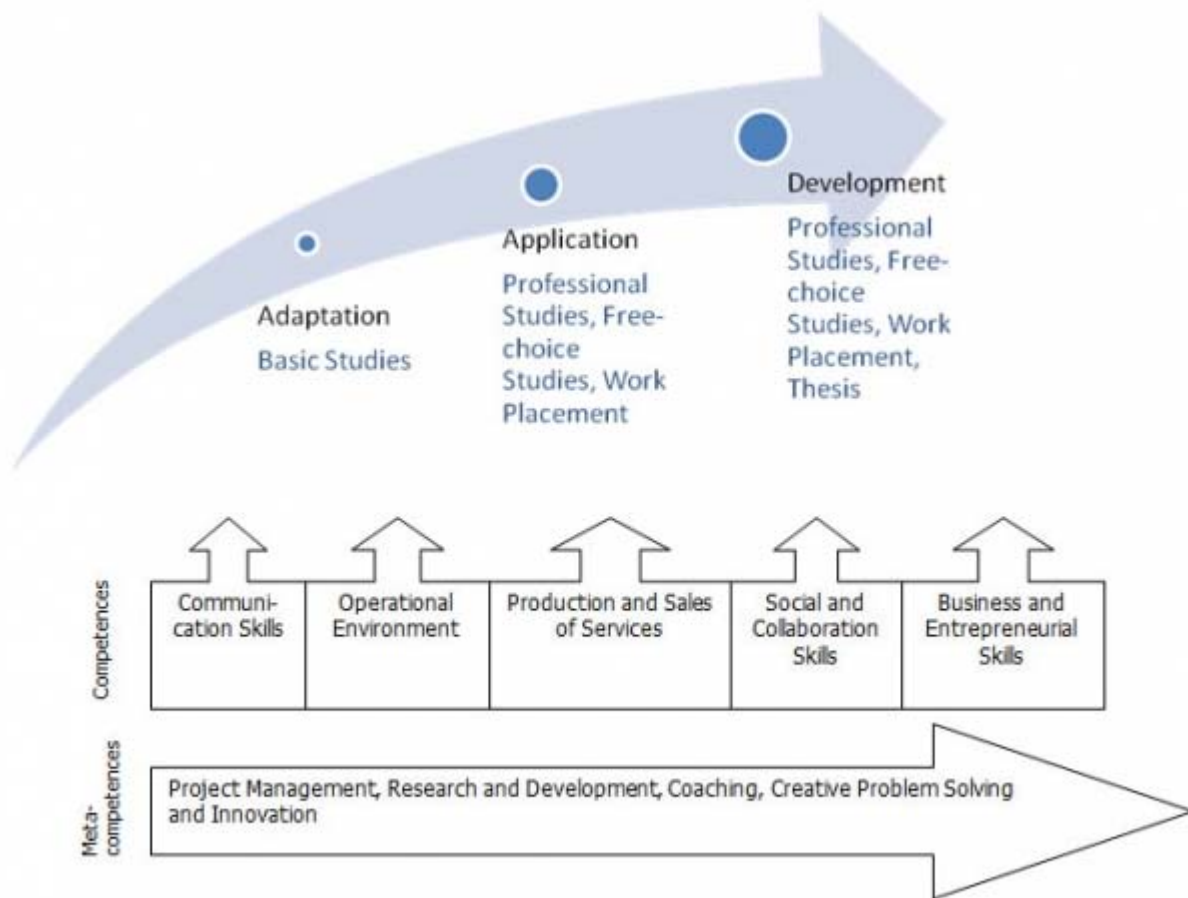 Adaptation
Basic Studies
Application
Professional
Studies, Free-
choice
Studies, Work
Placement
Development
Professional
Studies, Free-
choice
Studies, Work
Placement,
Thesis
Competences
Communi-
cation Skills
Operational
Environment
Production and Sales
of Services
Social and
Collaboration
Skills
Business and
Entrepreneurial
Skills
Meta-
competences
Project Management, Research and Development, Coaching, Creative Problem Solving
and Innovation